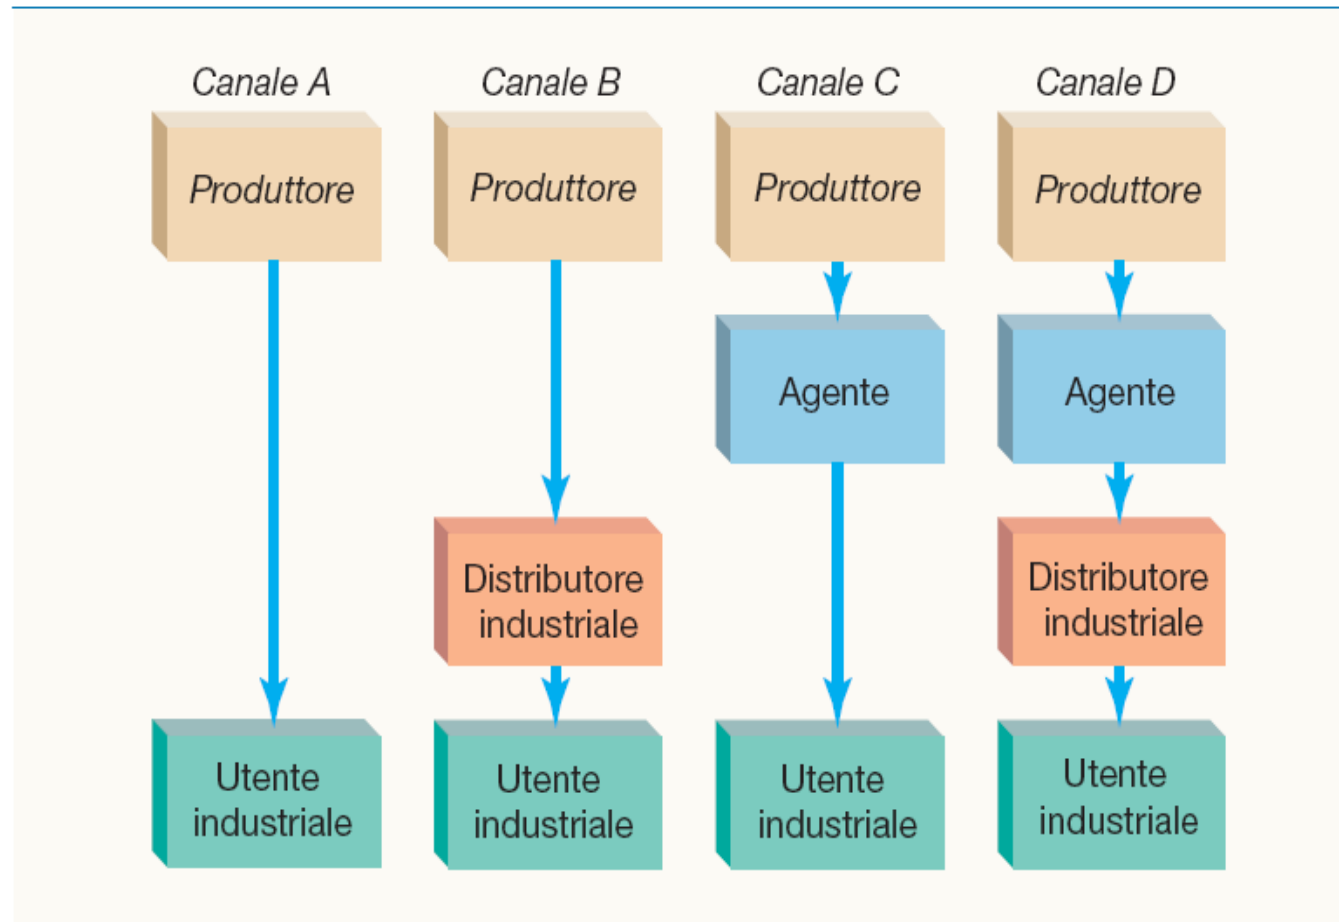 Canale A
Canale B
Canale C
Canale D
Produttore
Produttore
Produttore
Produttore
Agente
Agente
Distributore
industriale
Distributore
industriale
Utente
industriale
Utente
industriale
Utente
industriale
Utente
industriale